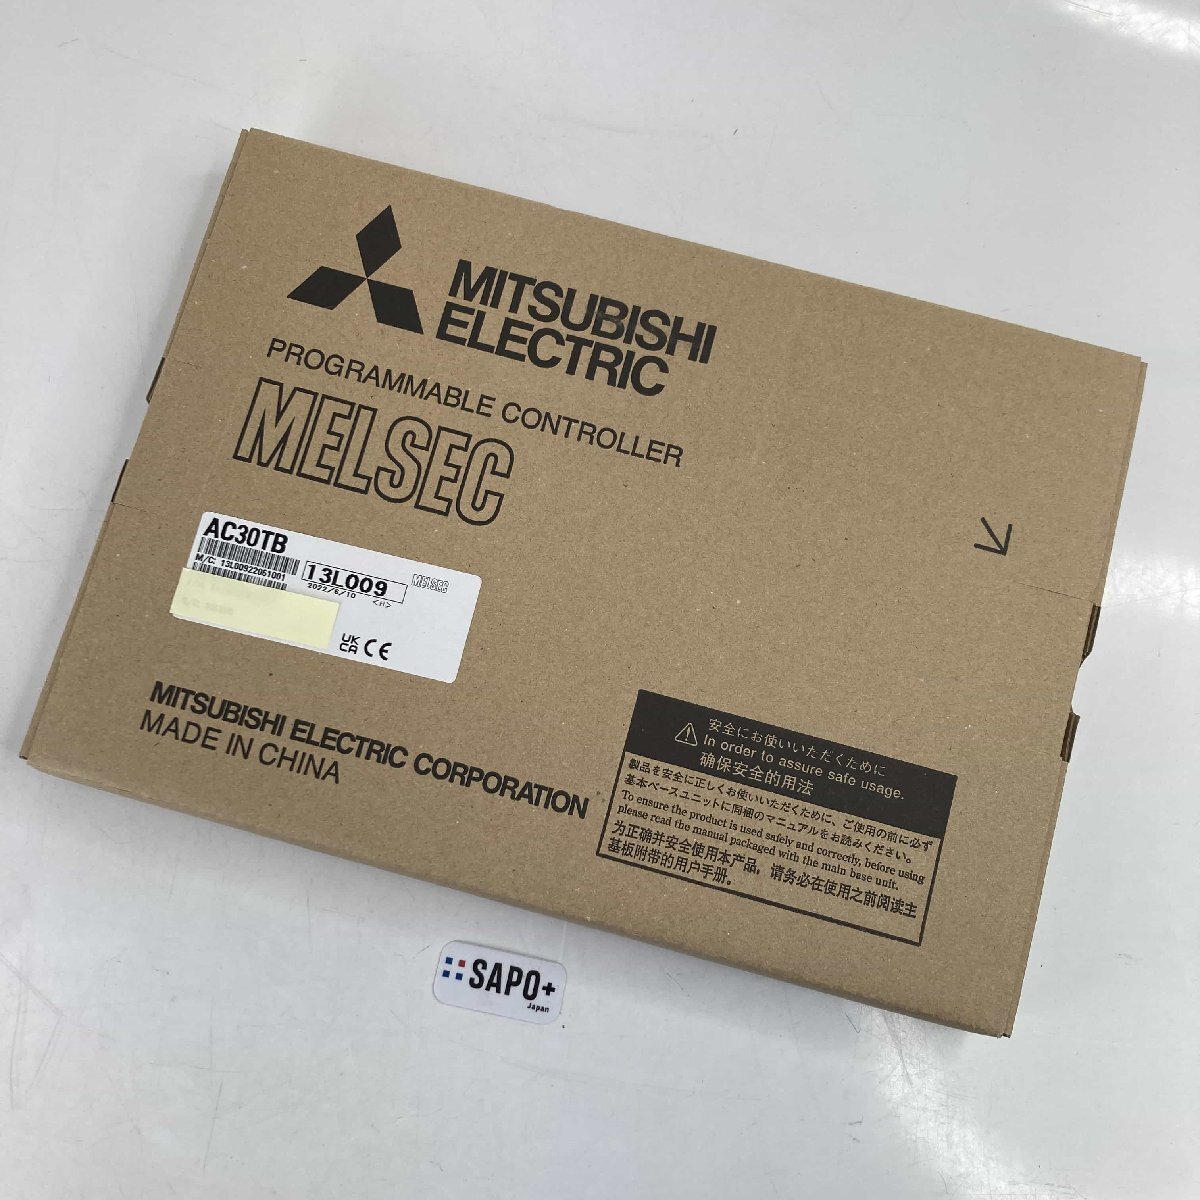 MITSUBISHI
ELECTRIC
PROGRAMMABLE CONTROLLER
MELSEC
AC30TB
M/C: 13L00922061001
13L009
2022/6/10
<H>
MELSEC
UK
CA CE
MITSUBISHI ELECTRIC CORPORATION
MADE IN CHINA
安全にお使いいただくために
In order to assure safe usage.
确保安全的用法
製品を安全に正しくお使いいただくために、ご使用の前に必ず
基本ベースユニットに同梱のマニュアルをお読みください。
To ensure the product is used safely and correctly, before using
please read the manual packaged with the main base unit.
为正确并安全使用本产品，请务必在使用之前阅读主
基板附带的用户手册。
SAPO+
Japan